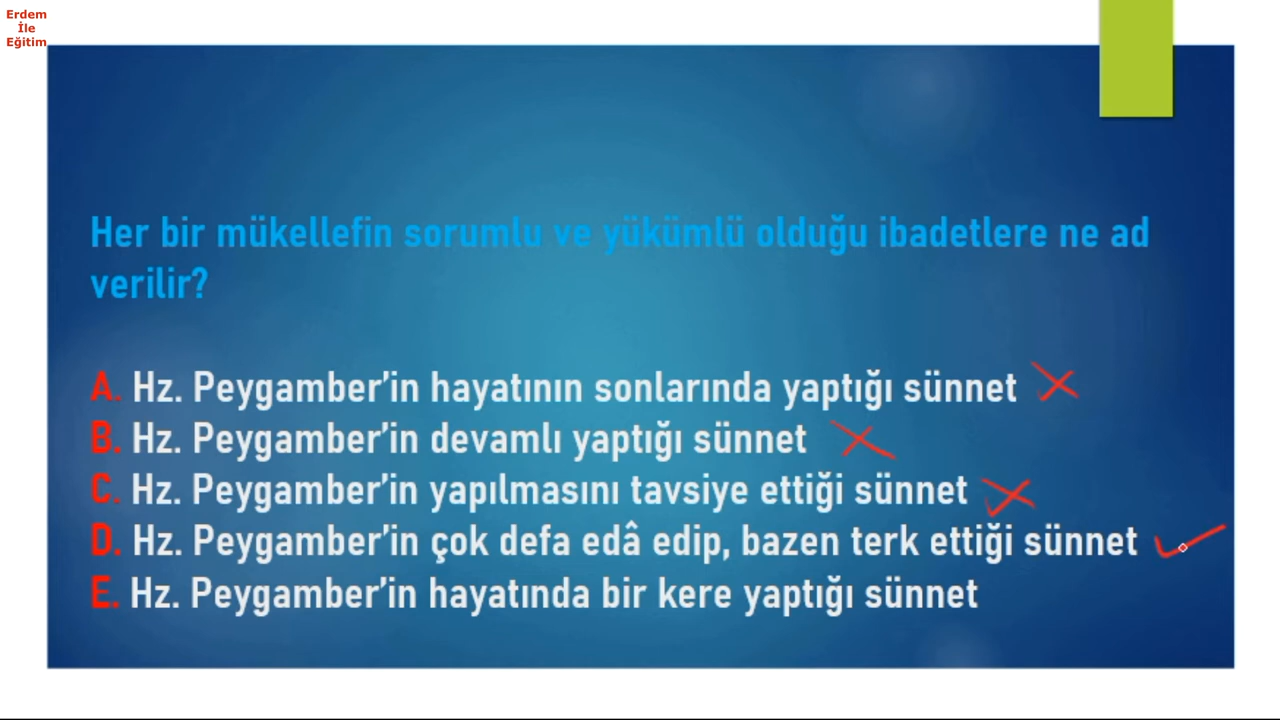 Erdem
İle
Eğitim
Her bir mükellefin sorumlu ve yükümlü olduğu ibadetlere ne ad
verilir?
A. Hz. Peygamber’in hayatının sonlarında yaptığı sünnet
B. Hz. Peygamber’in devamlı yaptığı sünnet
C. Hz. Peygamber’in yapılmasını tavsiye ettiği sünnet
D. Hz. Peygamber’in çok defa edâ edip, bazen terk ettiği sünnet
E. Hz. Peygamber’in hayatında bir kere yaptığı sünnet